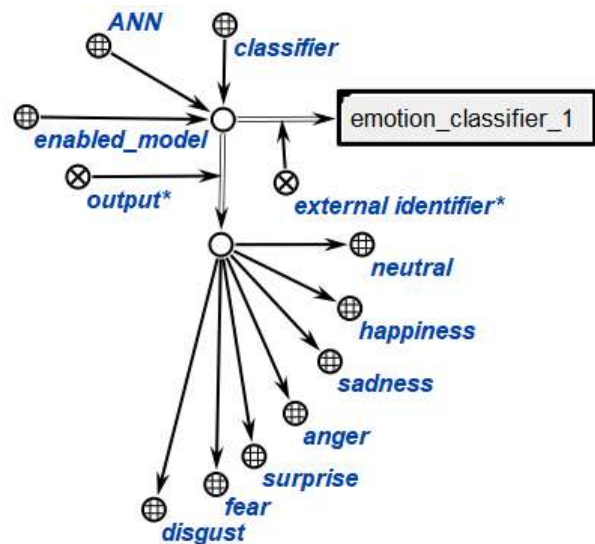 ANN
classifier
emotion_classifier_1
enabled_model
output*
external identifier*
neutral
happiness
sadness
anger
surprise
fear
disgust